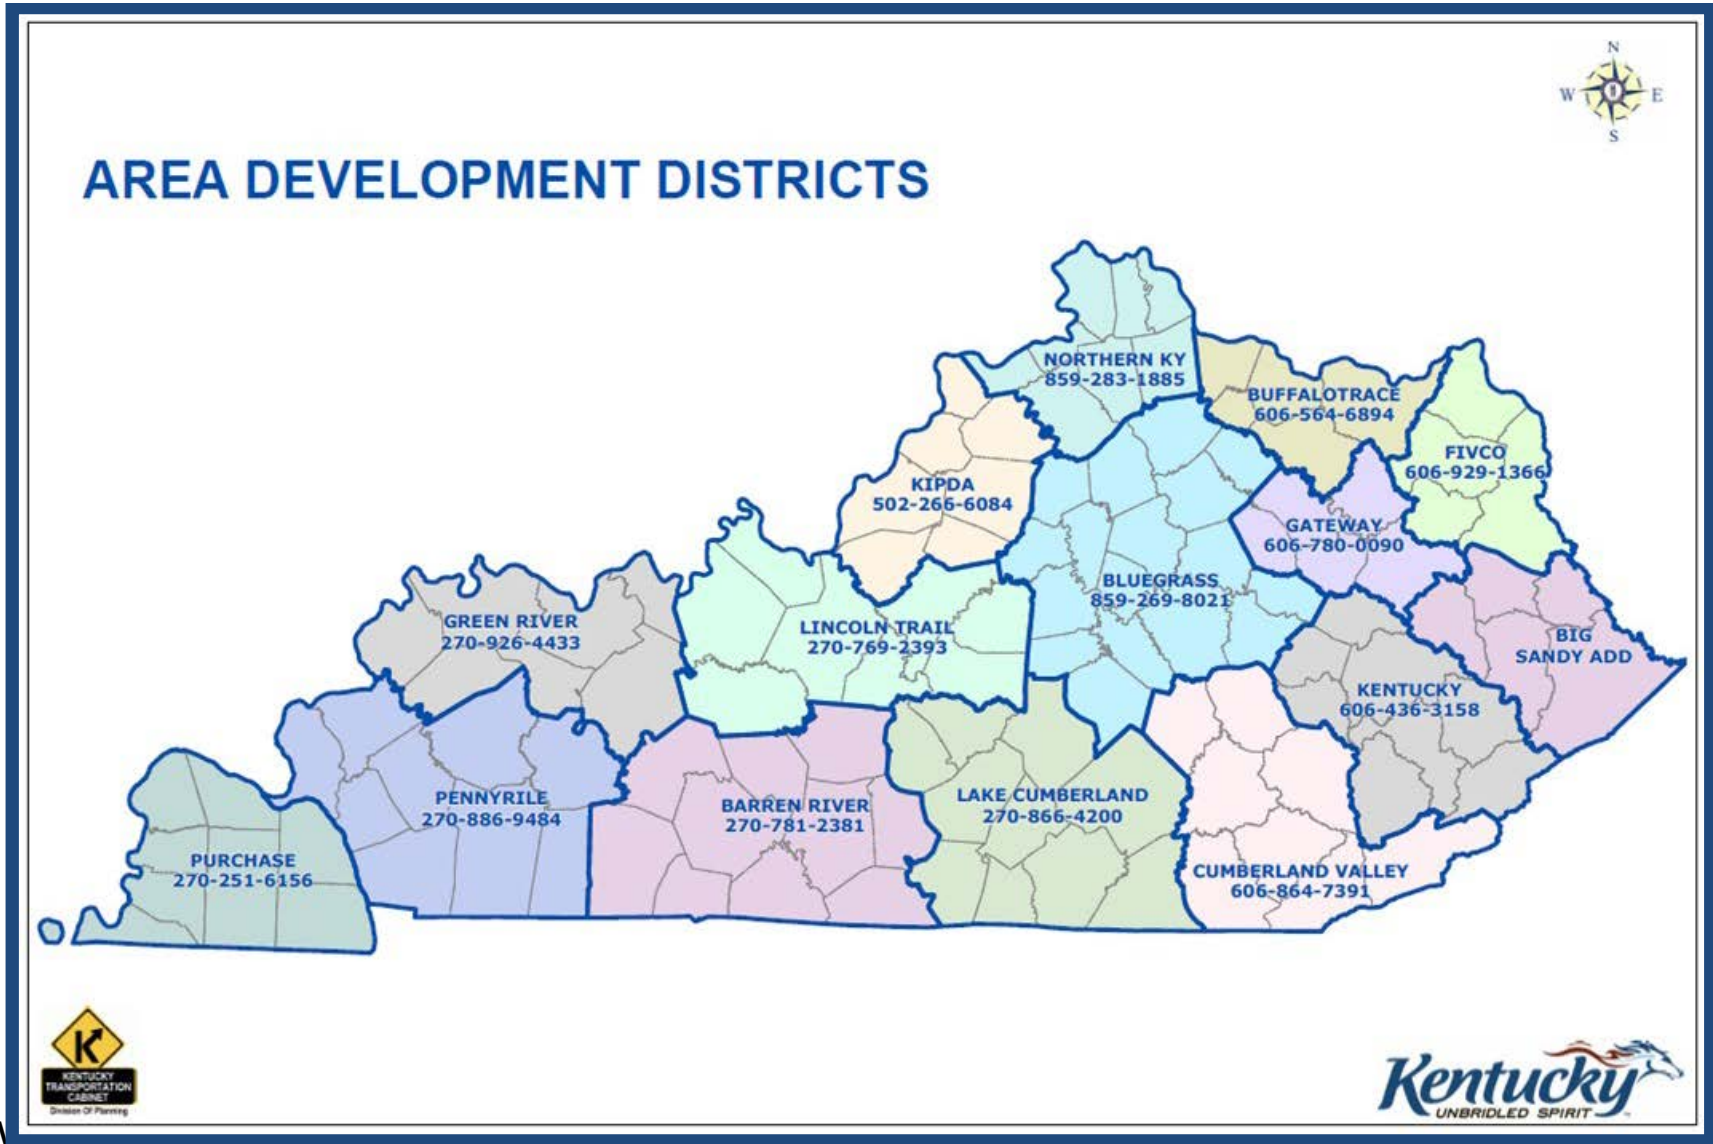 N
W E
S
AREA DEVELOPMENT DISTRICTS
NORTHERN KY
859-283-1885
BUFFALOTRACE
606-564-6894
FIVCO
606-929-1366
KIPDA
502-266-6084
GATEWAY
606-780-0090
BLUEGRASS
859-269-8021
GREEN RIVER
270-926-4433
LINCOLN TRAIL
270-769-2393
BIG
SANDY ADD
KENTUCKY
606-436-3158
PENNYRILE
270-886-9484
BARREN RIVER
270-781-2381
LAKE CUMBERLAND
270-866-4200
PURCHASE
270-251-6156
CUMBERLAND VALLEY
606-864-7391
K
KENTUCKY
TRANSPORTATION
CABINET
Division Of Planning
Kentucky
UNBRIDLED SPIRIT